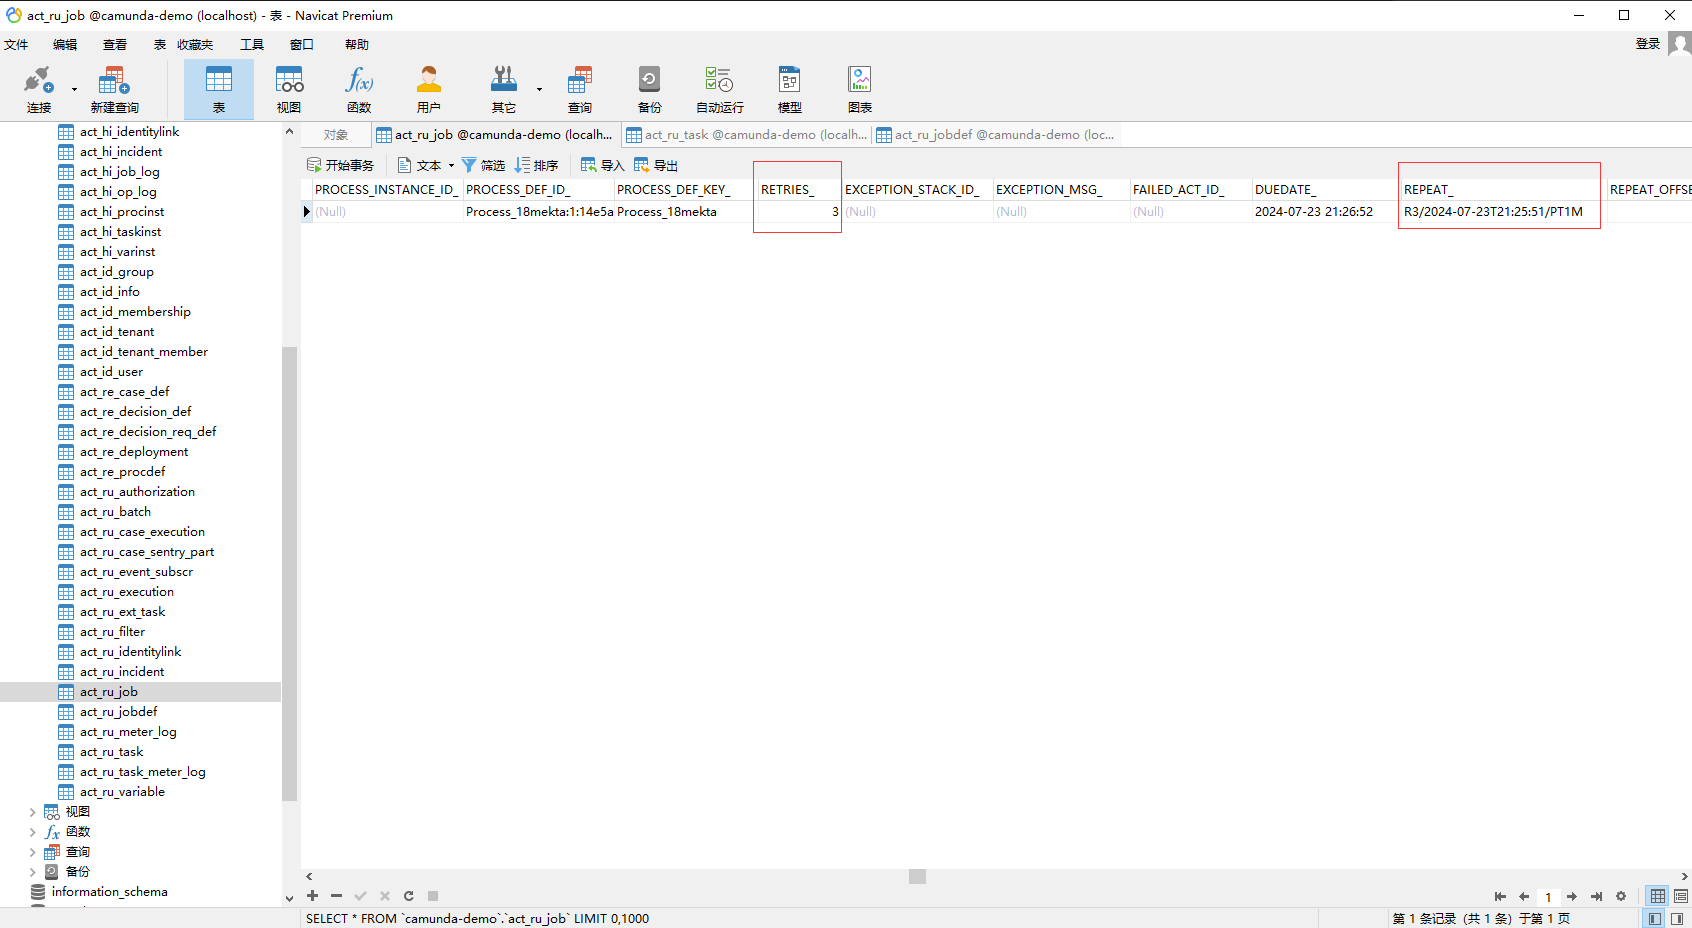 act_ru_job @camunda-demo (localhost) - 表 - Navicat Premium
文件 编辑 查看 表 收藏夹 工具 窗口 帮助 登录
连接 新建查询 表 视图 函数 用户 其它 查询 备份 自动运行 模型 图表
对象 act_ru_job @camunda-demo (localh... act_ru_task @camunda-demo (localh... act_ru_jobdef @camunda-demo (loc...
开始事务 文本 筛选 排序 导入 导出
PROCESS_INSTANCE_ID_ PROCESS_DEF_ID_ PROCESS_DEF_KEY_ RETRIES_ EXCEPTION_STACK_ID_ EXCEPTION_MSG_ FAILED_ACT_ID_ DUEDATE_ REPEAT_ REPEAT_OFFSE
(Null) Process_18mekta:1:14e5a Process_18mekta 3 (Null) (Null) (Null) 2024-07-23 21:26:52 R3/2024-07-23T21:25:51/PT1M
act_hi_identitylink
act_hi_incident
act_hi_job_log
act_hi_op_log
act_hi_procinst
act_hi_taskinst
act_hi_varinst
act_id_group
act_id_info
act_id_membership
act_id_tenant
act_id_tenant_member
act_id_user
act_re_case_def
act_re_decision_def
act_re_decision_req_def
act_re_deployment
act_re_procdef
act_ru_authorization
act_ru_batch
act_ru_case_execution
act_ru_case_sentry_part
act_ru_event_subscr
act_ru_execution
act_ru_ext_task
act_ru_filter
act_ru_identitylink
act_ru_incident
act_ru_job
act_ru_jobdef
act_ru_meter_log
act_ru_task
act_ru_task_meter_log
act_ru_variable
视图
函数
查询
备份
information_schema
1
SELECT * FROM `camunda-demo`.`act_ru_job` LIMIT 0,1000 第 1 条记录（共 1 条）于第 1 页